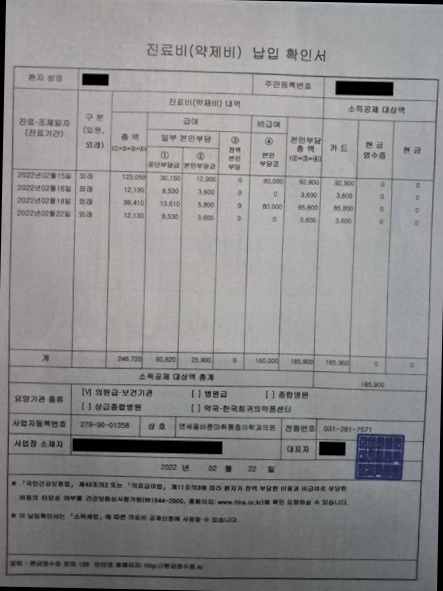 진료비(약제비) 납입 확인서
환자 성명
주민등록번호
진료·조제일자
(진료기간)
구 분
(입원,
외래)
진료비(약제비) 내역
소득공제 대상액
급여
비급여
일부 본인부담
총 액
(①+②+③+④)
①
공단부담금
②
본인
부담금
③
전액
본인
부담
④
본인
부담금
본인부담
총 액
(②+③+④)
카 드
현 금
영수증
현 금
2022년02월15일 외래 123,050 30,150 12,900 0 80,000 92,900 92,900 0 0
2022년02월16일 외래 12,130 8,530 3,600 0 0 3,600 3,600 0 0
2022년02월18일 외래 99,410 13,610 5,800 0 80,000 85,800 85,800 0 0
2022년02월22일 외래 12,130 8,530 3,600 0 0 3,600 3,600 0 0
계 246,720 60,820 25,900 0 160,000 185,900 185,900 0 0
소득공제 대상액 총계 185,900
요양기관 종류 [V] 의원급·보건기관 [ ] 병원급 [ ] 종합병원
[ ] 상급종합병원 [ ] 약국·한국희귀의약품센터
사업자등록번호 279-90-01358 상 호 연세올바른마취통증의학과의원 전화번호 031-281-7571
사업장 소재지 대표자
2022 년 02 월 22 일
* 「국민건강보험법」 제43조의2 또는 「의료급여법」 제11조의3에 따라 환자가 전액 부담한 비용과 비급여로 부담한
비용의 타당성 여부를 건강보험심사평가원(☎1644-2000, 홈페이지: www.hira.or.kr)에 확인 요청하실 수 있습니다.
* 이 납입확인서는 「소득세법」에 따른 의료비 공제신청에 사용할 수 있습니다.
현금영수증 문의 126 인터넷 홈페이지: http://현금영수증.kr